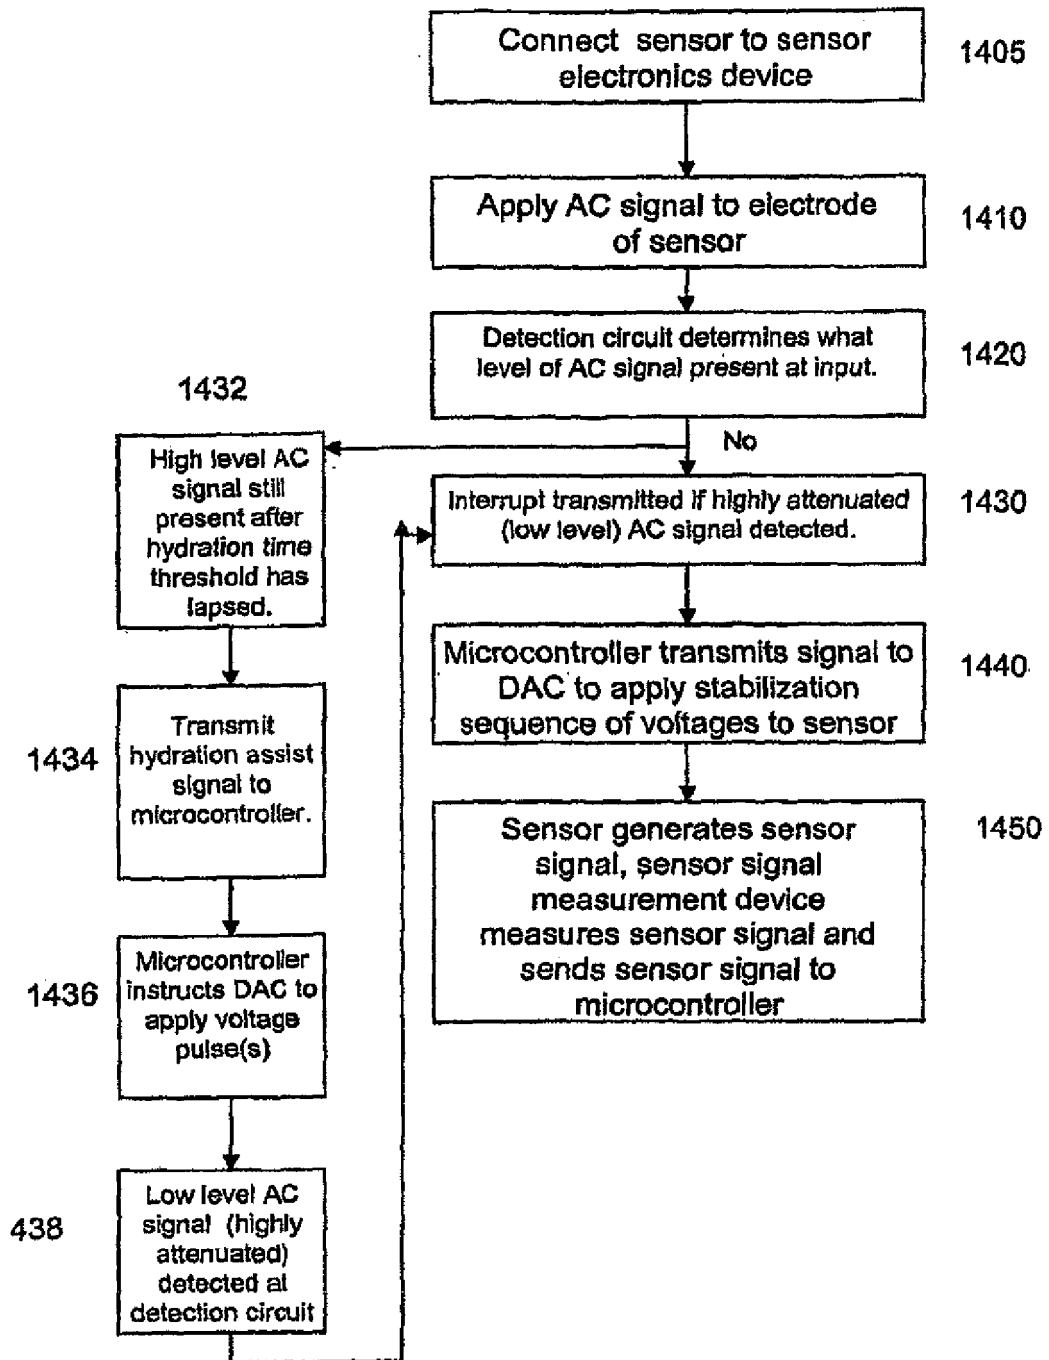 Connect sensor to sensor
electronics device
1405
Apply AC signal to electrode
of sensor
1410
Detection circuit determines what
level of AC signal present at input.
1420
No
1432
High level AC
signal still
present after
hydration time
threshold has
lapsed.
Interrupt transmitted if highly attenuated
(low level) AC signal detected.
1430
Microcontroller transmits signal to
DAC to apply stabilization
sequence of voltages to sensor
1440
1434
Transmit
hydration assist
signal to
microcontroller.
Sensor generates sensor
signal, sensor signal
measurement device
measures sensor signal and
sends sensor signal to
microcontroller
1450
1436
Microcontroller
instructs DAC to
apply voltage
pulse(s)
438
Low level AC
signal (highly
attenuated)
detected at
detection circuit